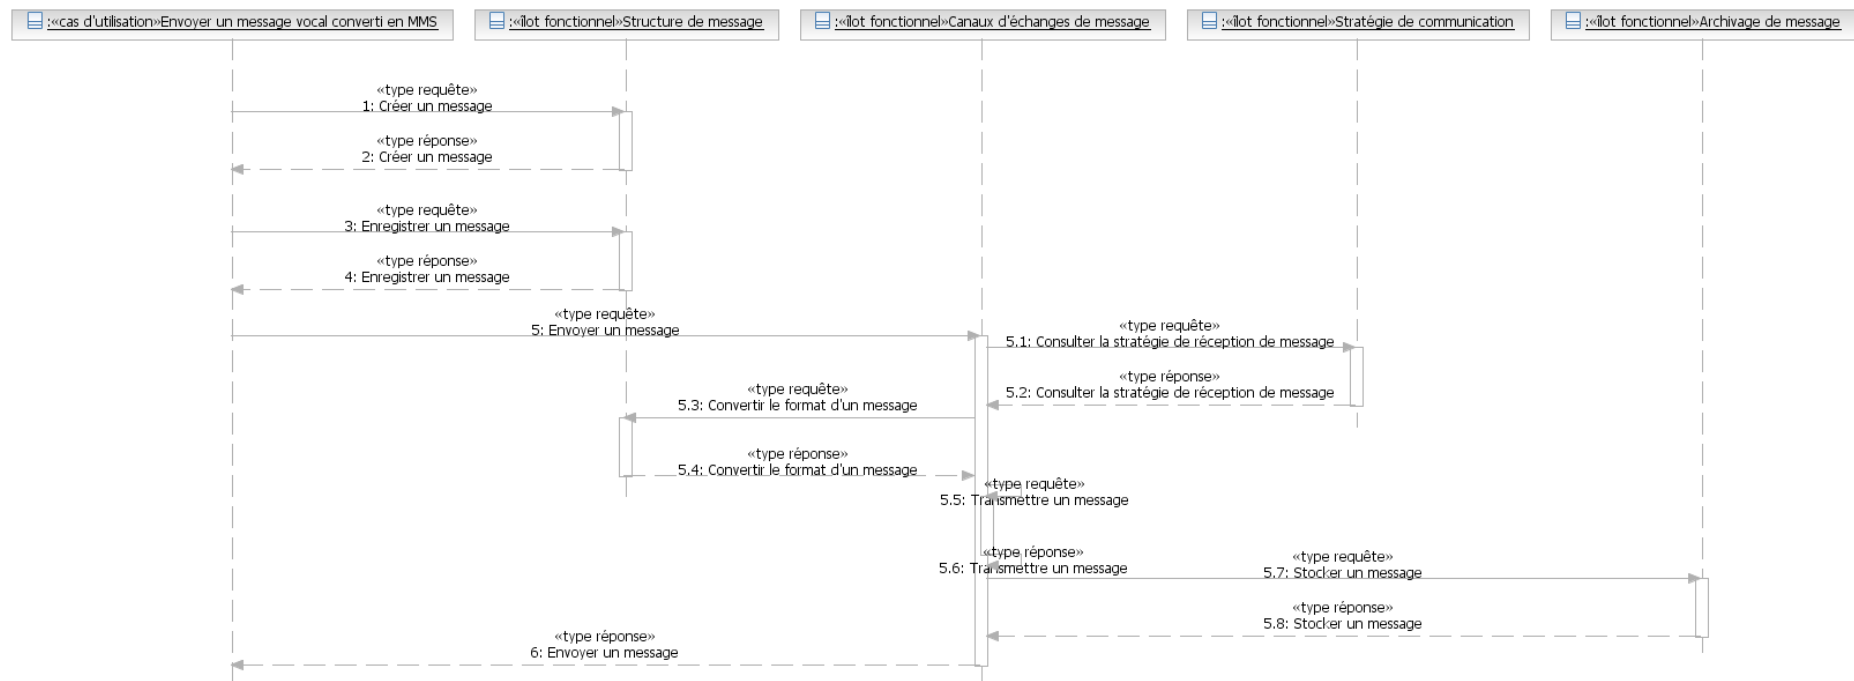 :«cas d'utilisation»Envoyer un message vocal converti en MMS
:«îlot fonctionnel»Structure de message
:«îlot fonctionnel»Canaux d'échanges de message
:«îlot fonctionnel»Stratégie de communication
:«îlot fonctionnel»Archivage de message
«type requête»
1: Créer un message
«type réponse»
2: Créer un message
«type requête»
3: Enregistrer un message
«type réponse»
4: Enregistrer un message
«type requête»
5: Envoyer un message
«type requête»
5.1: Consulter la stratégie de réception de message
«type réponse»
5.2: Consulter la stratégie de réception de message
«type requête»
5.3: Convertir le format d'un message
«type réponse»
5.4: Convertir le format d'un message
«type requête»
5.5: Transmettre un message
«type réponse»
5.6: Transmettre un message
«type requête»
5.7: Stocker un message
«type réponse»
5.8: Stocker un message
«type réponse»
6: Envoyer un message